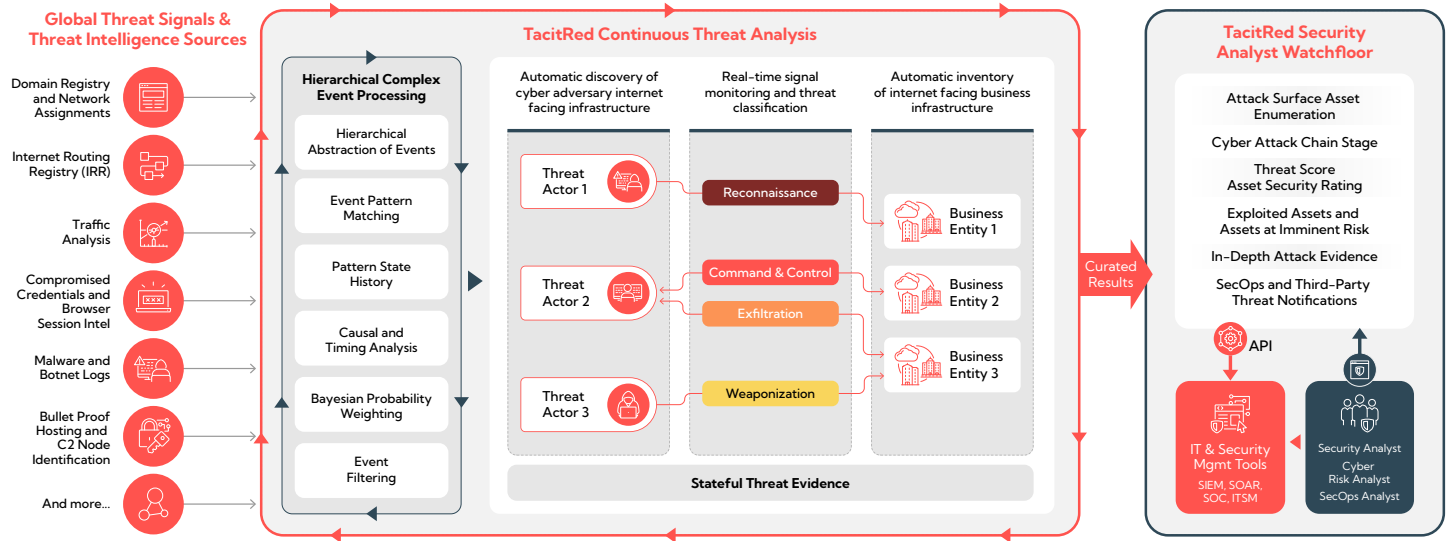 Global Threat Signals &
Threat Intelligence Sources
Domain Registry
and Network
Assignments
Internet Routing
Registry (IRR)
Traffic
Analysis
Compromised
Credentials and
Browser
Session Intel
Malware and
Botnet Logs
Bullet Proof
Hosting and
C2 Node
Identification
And more...
TacitRed Continuous Threat Analysis
Hierarchical Complex
Event Processing
Hierarchical
Abstraction of Events
Event Pattern
Matching
Pattern State
History
Causal and
Timing Analysis
Bayesian Probability
Weighting
Event
Filtering
Automatic discovery of
cyber adversary internet
facing infrastructure
Threat
Actor 1
Threat
Actor 2
Threat
Actor 3
Real-time signal
monitoring and threat
classification
Reconnaissance
Command & Control
Exfiltration
Weaponization
Automatic inventory
of internet facing business
infrastructure
Business
Entity 1
Business
Entity 2
Business
Entity 3
Stateful Threat Evidence
Curated
Results
TacitRed Security
Analyst Watchfloor
Attack Surface Asset
Enumeration
Cyber Attack Chain Stage
Threat Score
Asset Security Rating
Exploited Assets and
Assets at Imminent Risk
In-Depth Attack Evidence
SecOps and Third-Party
Threat Notifications
API
IT & Security
Mgmt Tools
SIEM, SOAR,
SOC, ITSM
Security Analyst
Cyber
Risk Analyst
SecOps Analyst